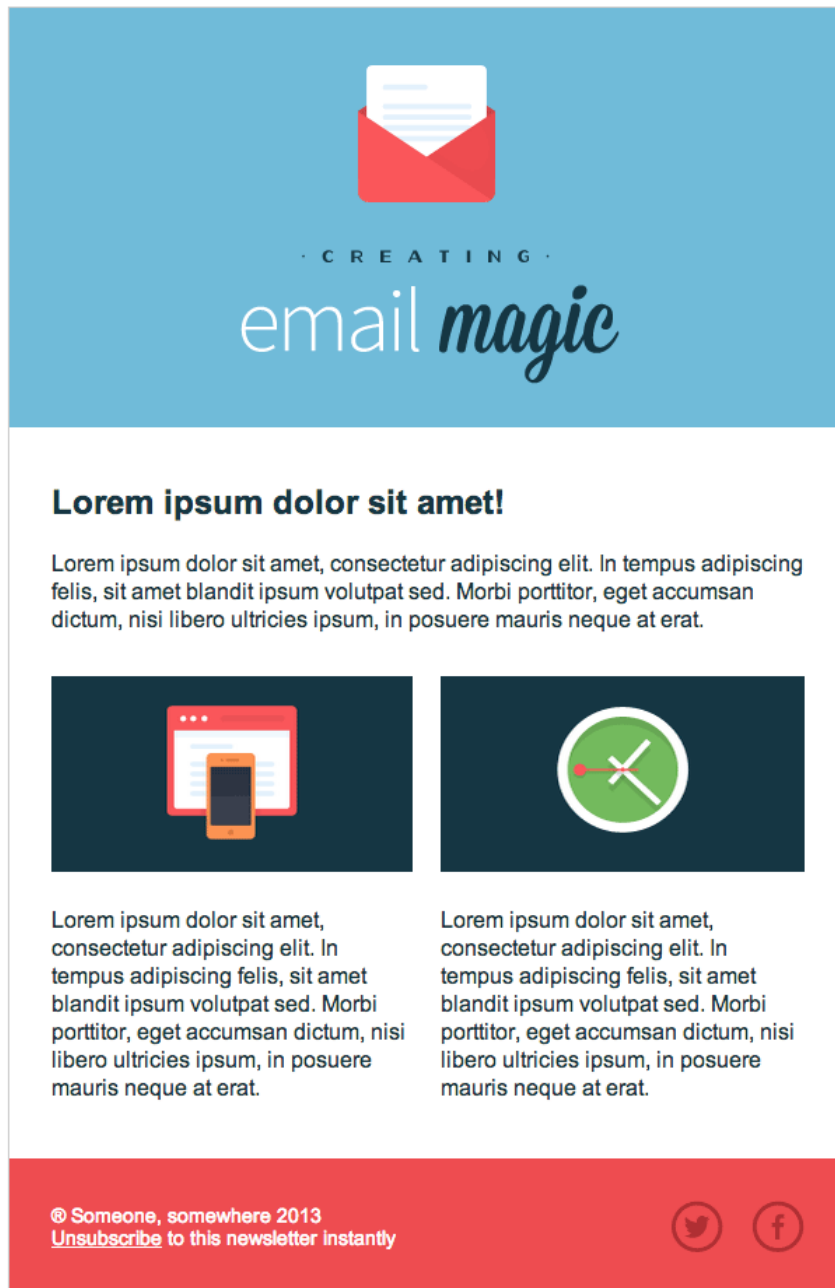 · CREATING ·
email magic
Lorem ipsum dolor sit amet!
Lorem ipsum dolor sit amet, consectetur adipiscing elit. In tempus adipiscing
felis, sit amet blandit ipsum volutpat sed. Morbi porttitor, eget accumsan
dictum, nisi libero ultricies ipsum, in posuere mauris neque at erat.
Lorem ipsum dolor sit amet,
consectetur adipiscing elit. In
tempus adipiscing felis, sit amet
blandit ipsum volutpat sed. Morbi
porttitor, eget accumsan dictum, nisi
libero ultricies ipsum, in posuere
mauris neque at erat.
Lorem ipsum dolor sit amet,
consectetur adipiscing elit. In
tempus adipiscing felis, sit amet
blandit ipsum volutpat sed. Morbi
porttitor, eget accumsan dictum, nisi
libero ultricies ipsum, in posuere
mauris neque at erat.
® Someone, somewhere 2013
Unsubscribe to this newsletter instantly